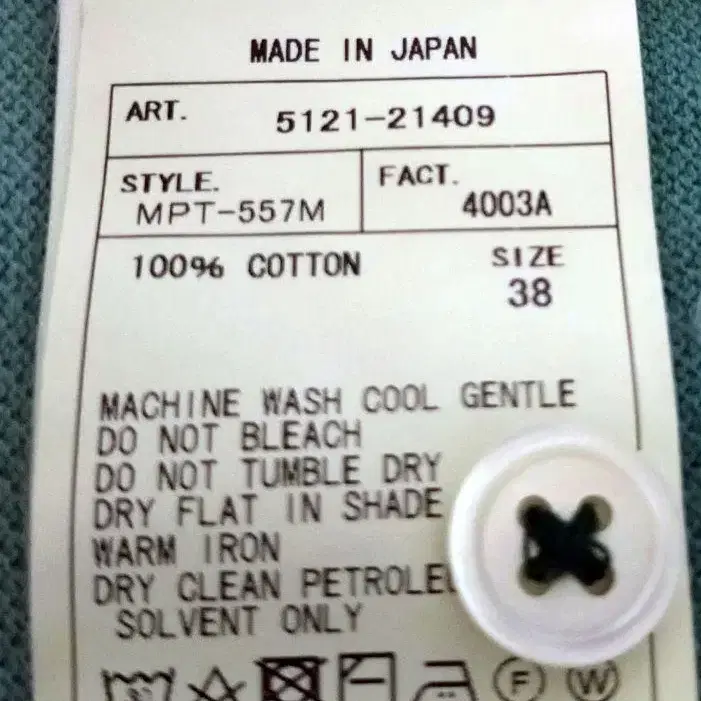 MADE IN JAPAN
ART. 5121-21409
STYLE. FACT.
MPT-557M 4003A
100% COTTON SIZE
38
MACHINE WASH COOL GENTLE
DO NOT BLEACH
DO NOT TUMBLE DRY
DRY FLAT IN SHADE
WARM IRON
DRY CLEAN
SOLVENT ONLY
F W